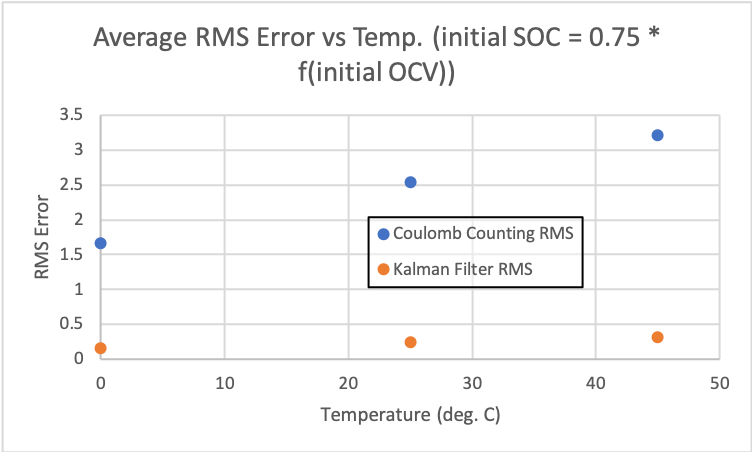 Average RMS Error vs Temp. (initial SOC = 0.75 *
f(initial OCV))
3.5
3
2.5
2
1.5
1
0.5
0
RMS Error
Coulomb Counting RMS
Kalman Filter RMS
0 10 20 30 40 50
Temperature (deg. C)